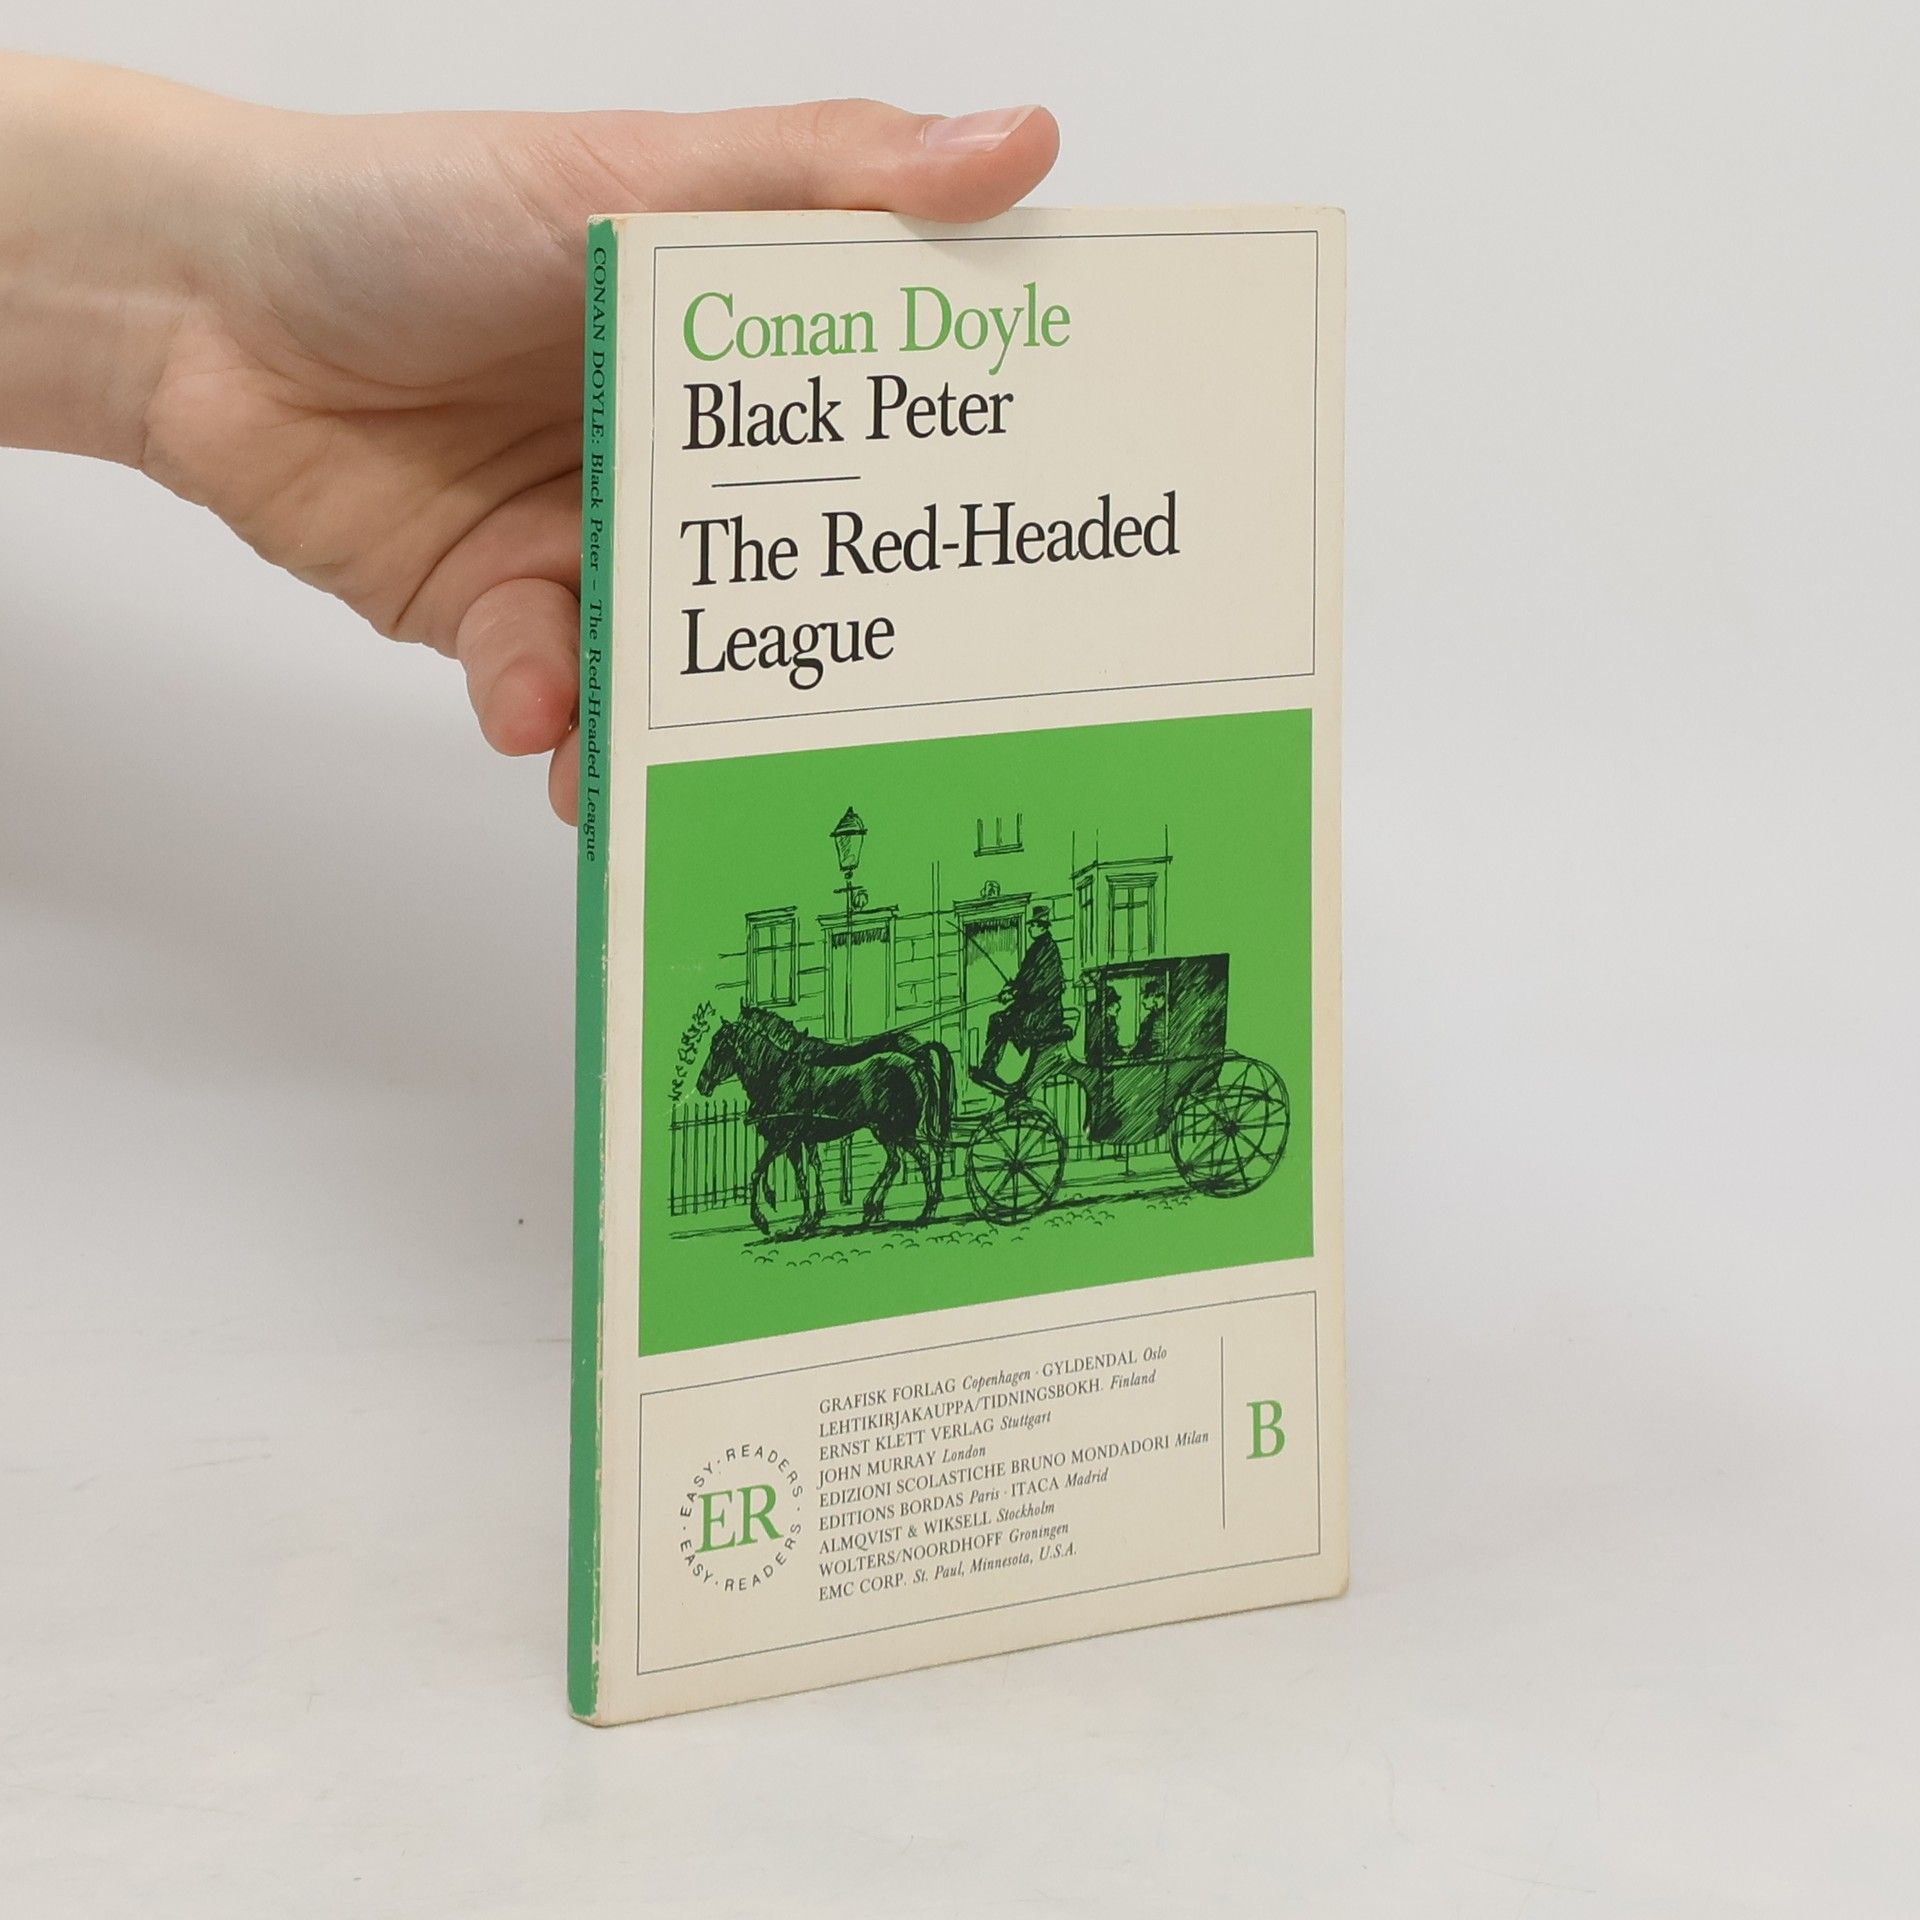 CONAN DOYLE: Black Peter – The Red-Headed League
Conan Doyle
Black Peter
The Red-Headed
League
EASY · READERS · EASY · READERS ·
ER
GRAFISK FORLAG Copenhagen · GYLDENDAL Oslo
LEHTIKIRJAKAUPPA/TIDNINGSBOKH. Finland
ERNST KLETT VERLAG Stuttgart
JOHN MURRAY London
EDIZIONI SCOLASTICHE BRUNO MONDADORI Milan
EDITIONS BORDAS Paris · ITACA Madrid
ALMQVIST & WIKSELL Stockholm
WOLTERS/NOORDHOFF Groningen
EMC CORP. St. Paul, Minnesota, U.S.A.
B